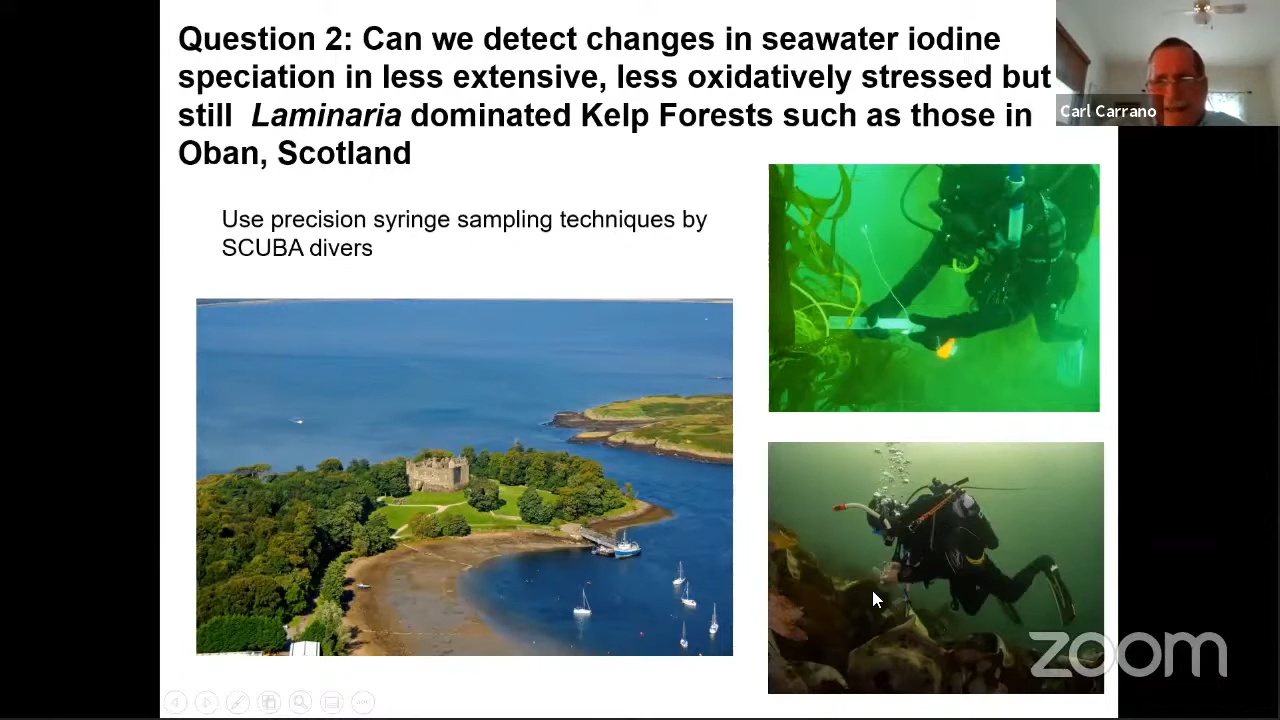 Question 2: Can we detect changes in seawater iodine
speciation in less extensive, less oxidatively stressed but
still Laminaria dominated Kelp Forests such as those in
Oban, Scotland
Carl Carrano
Use precision syringe sampling techniques by
SCUBA divers
zoom